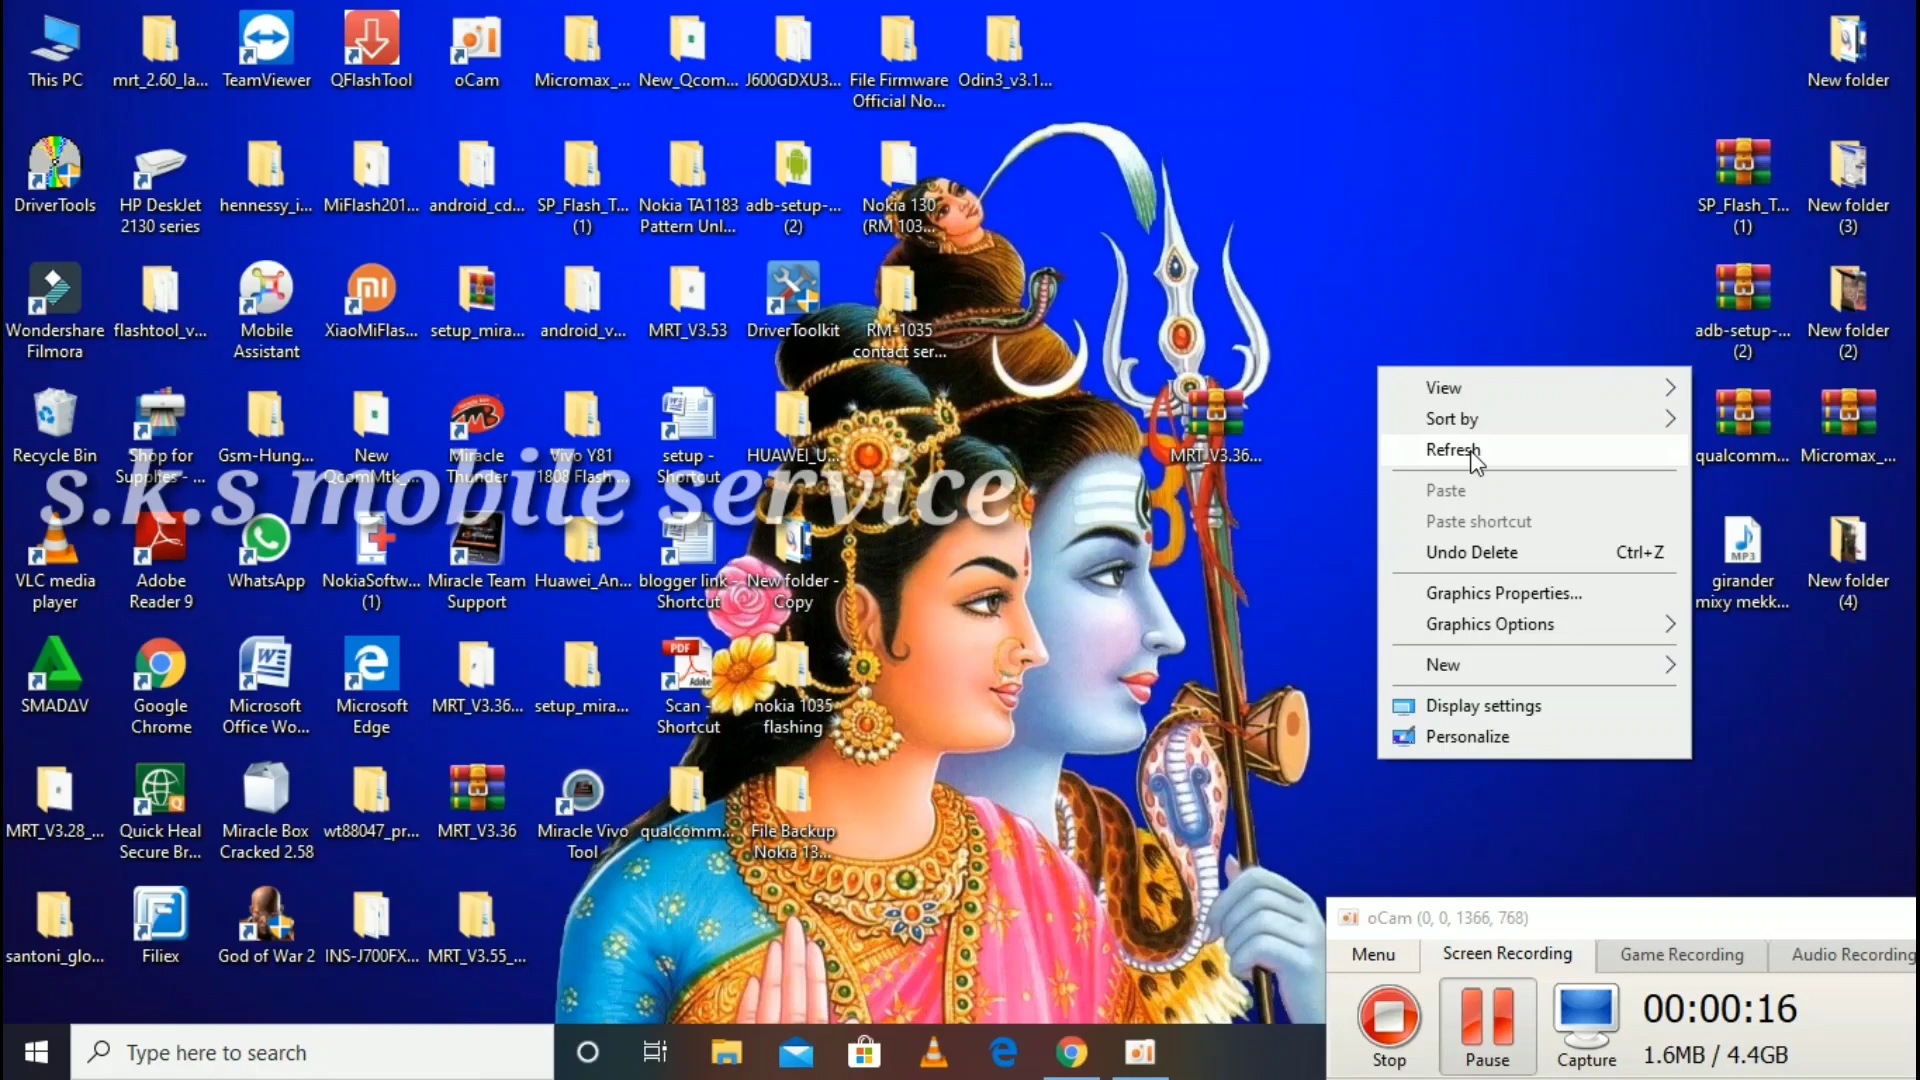 This PC
mrt_2.60_la...
TeamViewer
QFlashTool
oCam
Micromax_...
New_Qcom...
J600GDXU3...
File Firmware
Official No...
Odin3_v3.1...
New folder
DriverTools
HP DeskJet
2130 series
hennessy_i...
MiFlash201...
android_cd...
SP_Flash_T...
(1)
Nokia TA1183
Pattern Unl...
adb-setup-...
(2)
Nokia 130
(RM 103...
SP_Flash_T...
(1)
New folder
(3)
Wondershare
Filmora
flashtool_v...
Mobile
Assistant
XiaoMiFlas...
setup_mira...
android_v...
MRT_V3.53
DriverToolkit
RM-1035
contact ser...
adb-setup-...
(2)
New folder
(2)
Recycle Bin
Shop for
Supplies - ...
Gsm-Hung...
New
QcomMtk_...
Miracle
Thunder
Vivo Y81
1808 Flash...
setup -
Shortcut
HUAWEI_U...
MRT_V3.36...
qualcomm...
Micromax_...
s.k.s mobile service
VLC media
player
Adobe
Reader 9
WhatsApp
NokiaSoftw...
(1)
Miracle Team
Support
Huawei_An...
blogger link -
Shortcut
New folder -
Copy
MP3
girander
mixy mekk...
New folder
(4)
SMADΔV
Google
Chrome
Microsoft
Office Wo...
Microsoft
Edge
MRT_V3.36...
setup_mira...
PDF
Adobe
Scan -
Shortcut
nokia 1035
flashing
MRT_V3.28_...
Quick Heal
Secure Br...
Miracle Box
Cracked 2.58
wt88047_pr...
MRT_V3.36
Miracle Vivo
Tool
qualcomm...
File Backup
Nokia 13...
santoni_glo...
Filiex
God of War 2
INS-J700FX...
MRT_V3.55_...
View
Sort by
Refresh
Paste
Paste shortcut
Undo Delete Ctrl+Z
Graphics Properties...
Graphics Options
New
Display settings
Personalize
oCam (0, 0, 1366, 768)
Menu
Screen Recording
Game Recording
Audio Recording
Stop
Pause
Capture
00:00:16
1.6MB / 4.4GB
Type here to search